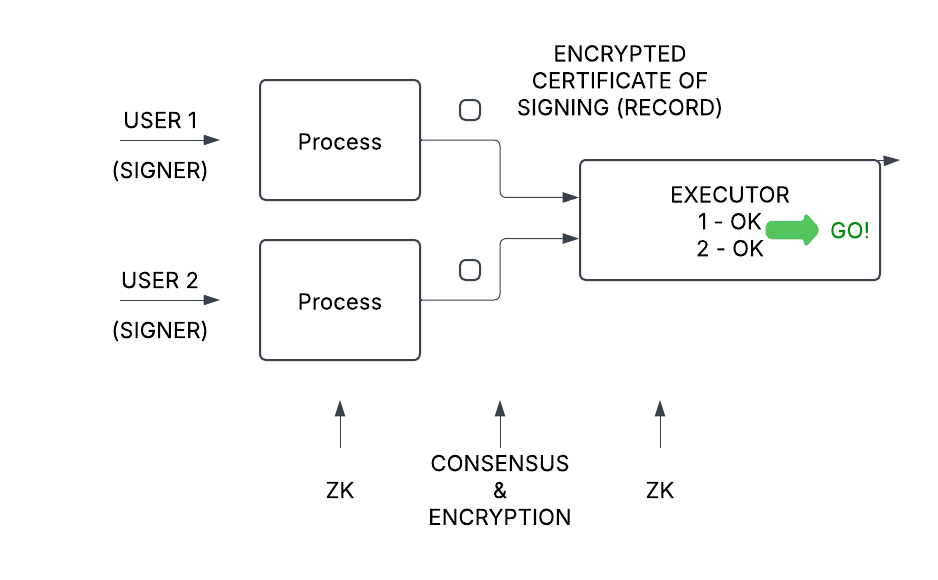 ENCRYPTED
CERTIFICATE OF
SIGNING (RECORD)
USER 1
(SIGNER)
Process
EXECUTOR
1 - OK
2 - OK
GO!
USER 2
(SIGNER)
Process
ZK
CONSENSUS
&
ENCRYPTION
ZK